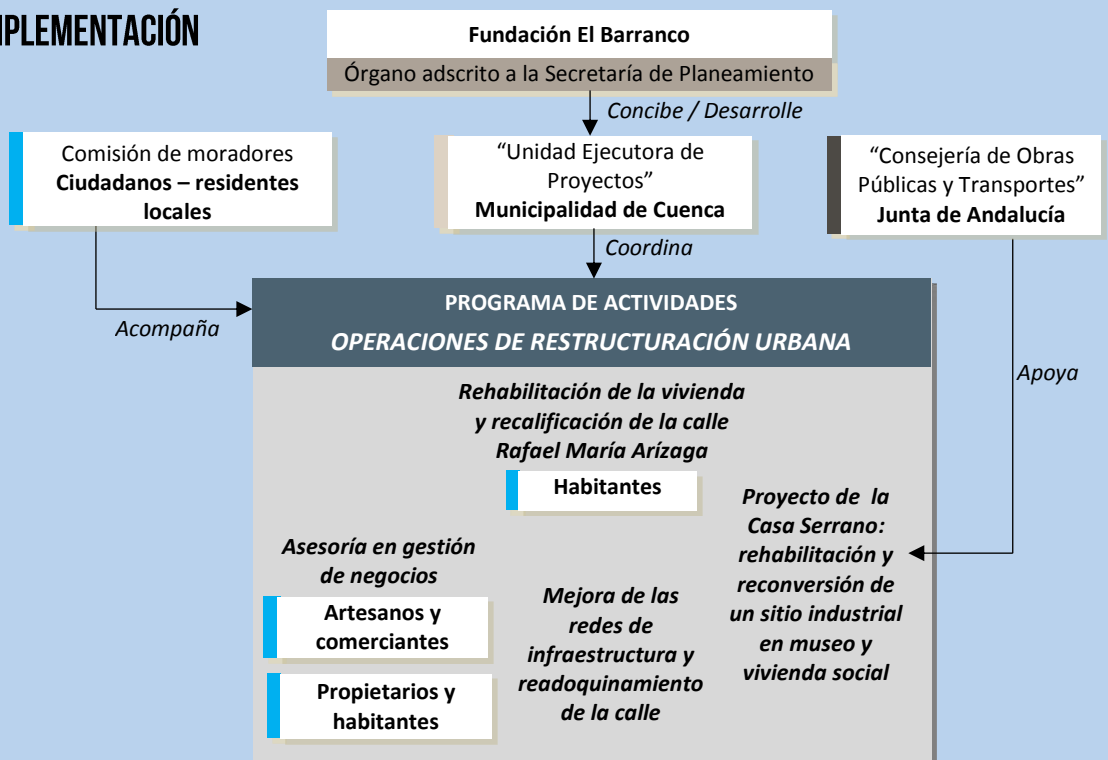 MPLEMENTACIÓN
Fundación El Barranco
Órgano adscrito a la Secretaría de Planeamiento
Concibe / Desarrolle
Comisión de moradores
Ciudadanos – residentes
locales
“Unidad Ejecutora de
Proyectos”
Municipalidad de Cuenca
“Consejería de Obras
Públicas y Transportes”
Junta de Andalucía
Coordina
Acompaña
Apoya
PROGRAMA DE ACTIVIDADES
OPERACIONES DE RESTRUCTURACIÓN URBANA
Rehabilitación de la vivienda
y recalificación de la calle
Rafael María Arízaga
Habitantes
Asesoría en gestión
de negocios
Artesanos y
comerciantes
Propietarios y
habitantes
Mejora de las
redes de
infraestructura y
readoquinamiento
de la calle
Proyecto de la
Casa Serrano:
rehabilitación y
reconversión de
un sitio industrial
en museo y
vivienda social